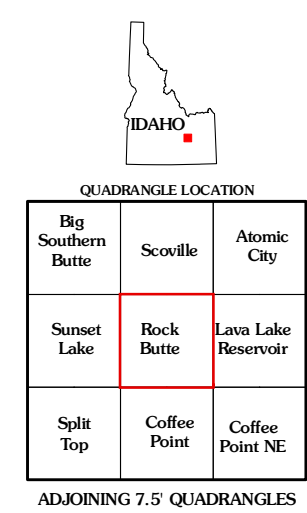 IDAHO
QUADRANGLE LOCATION
Big
Southern
Butte
Scoville
Atomic
City
Sunset
Lake
Rock
Butte
Lava Lake
Reservoir
Split
Top
Coffee
Point
Coffee
Point NE
ADJOINING 7.5' QUADRANGLES